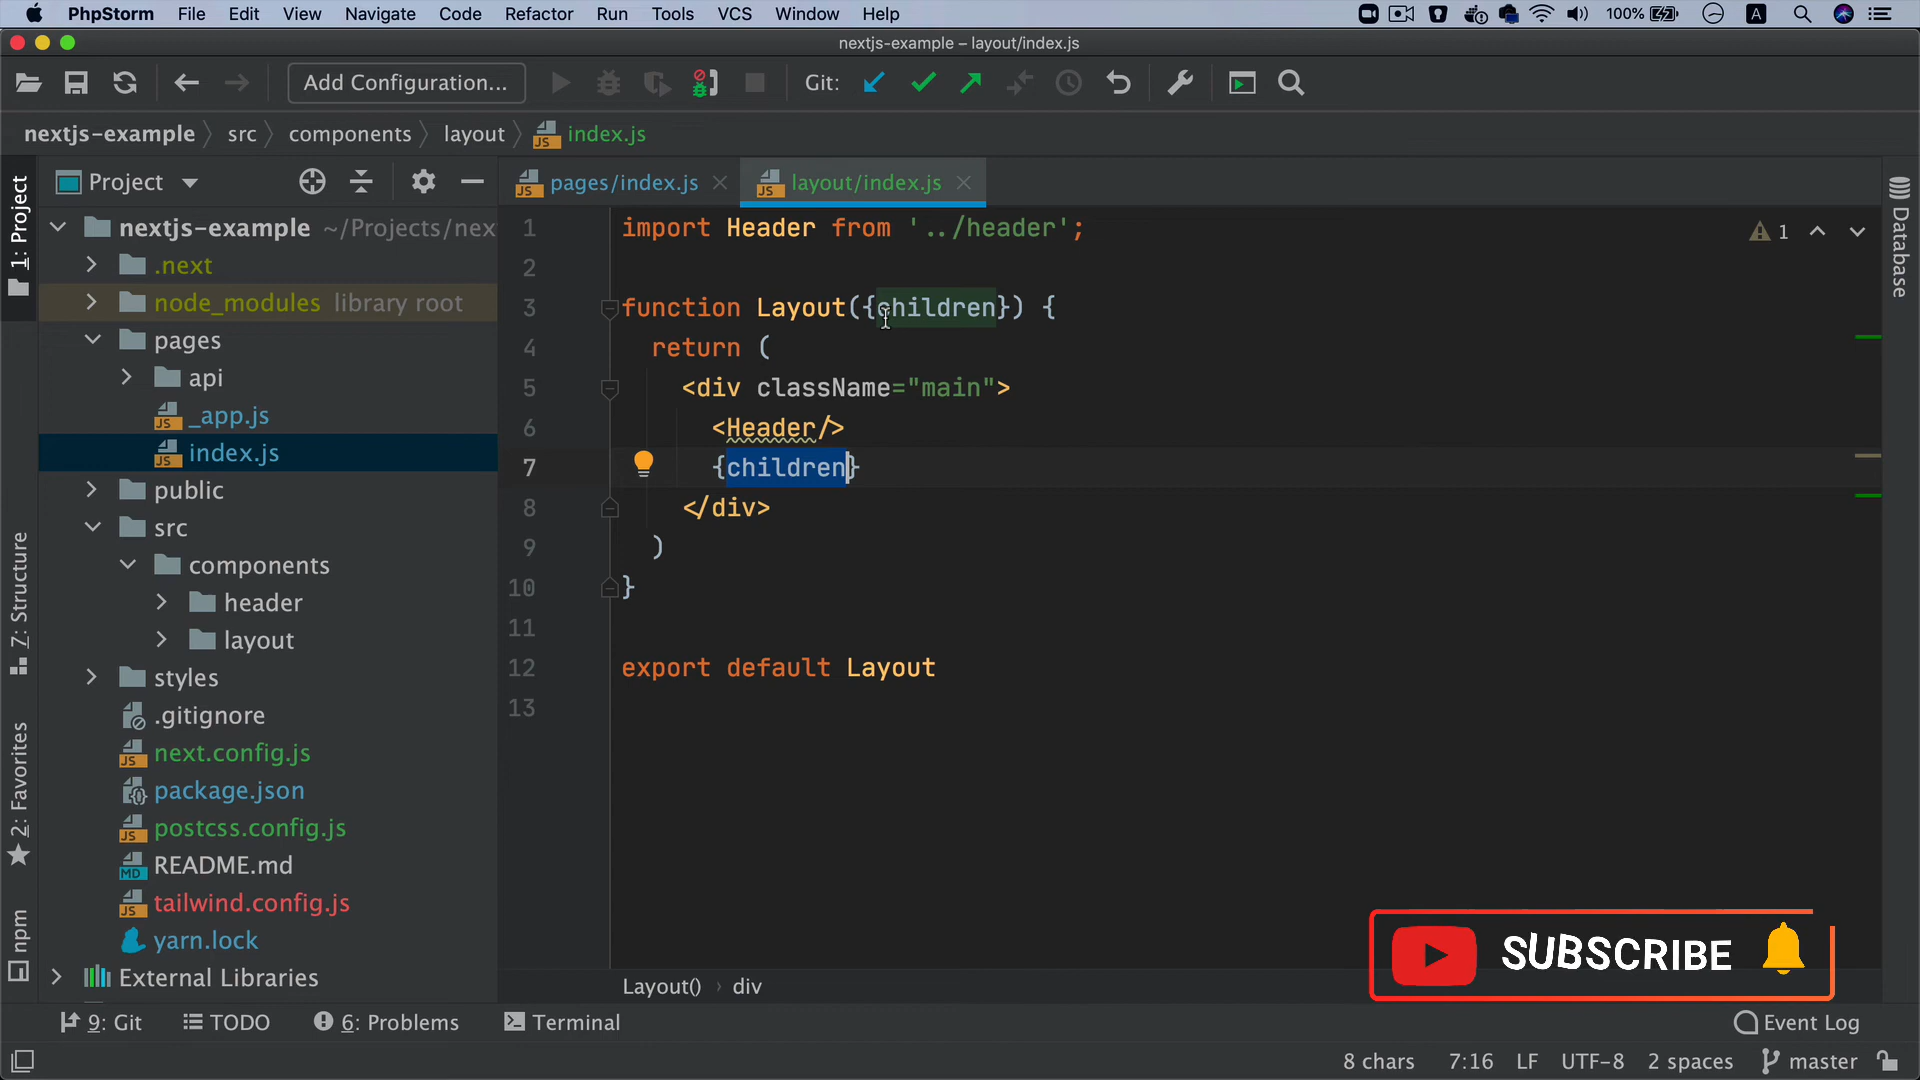 PhpStorm File Edit View Navigate Code Refactor Run Tools VCS Window Help 100% A
nextjs-example – layout/index.js
Add Configuration... Git:
nextjs-example src components layout index.js
Project
pages/index.js
layout/index.js
nextjs-example ~/Projects/nex
.next
node_modules library root
pages
api
_app.js
index.js
public
src
components
header
layout
styles
.gitignore
next.config.js
package.json
postcss.config.js
README.md
tailwind.config.js
yarn.lock
External Libraries
1: Project
7: Structure
2: Favorites
npm
1 import Header from '../header';
2
3 function Layout({children}) {
4 return (
5 <div className="main">
6 <Header/>
7 {children}
8 </div>
9 )
10 }
11
12 export default Layout
13
1
Database
SUBSCRIBE
Layout() › div
9: Git TODO 6: Problems Terminal Event Log
8 chars 7:16 LF UTF-8 2 spaces master